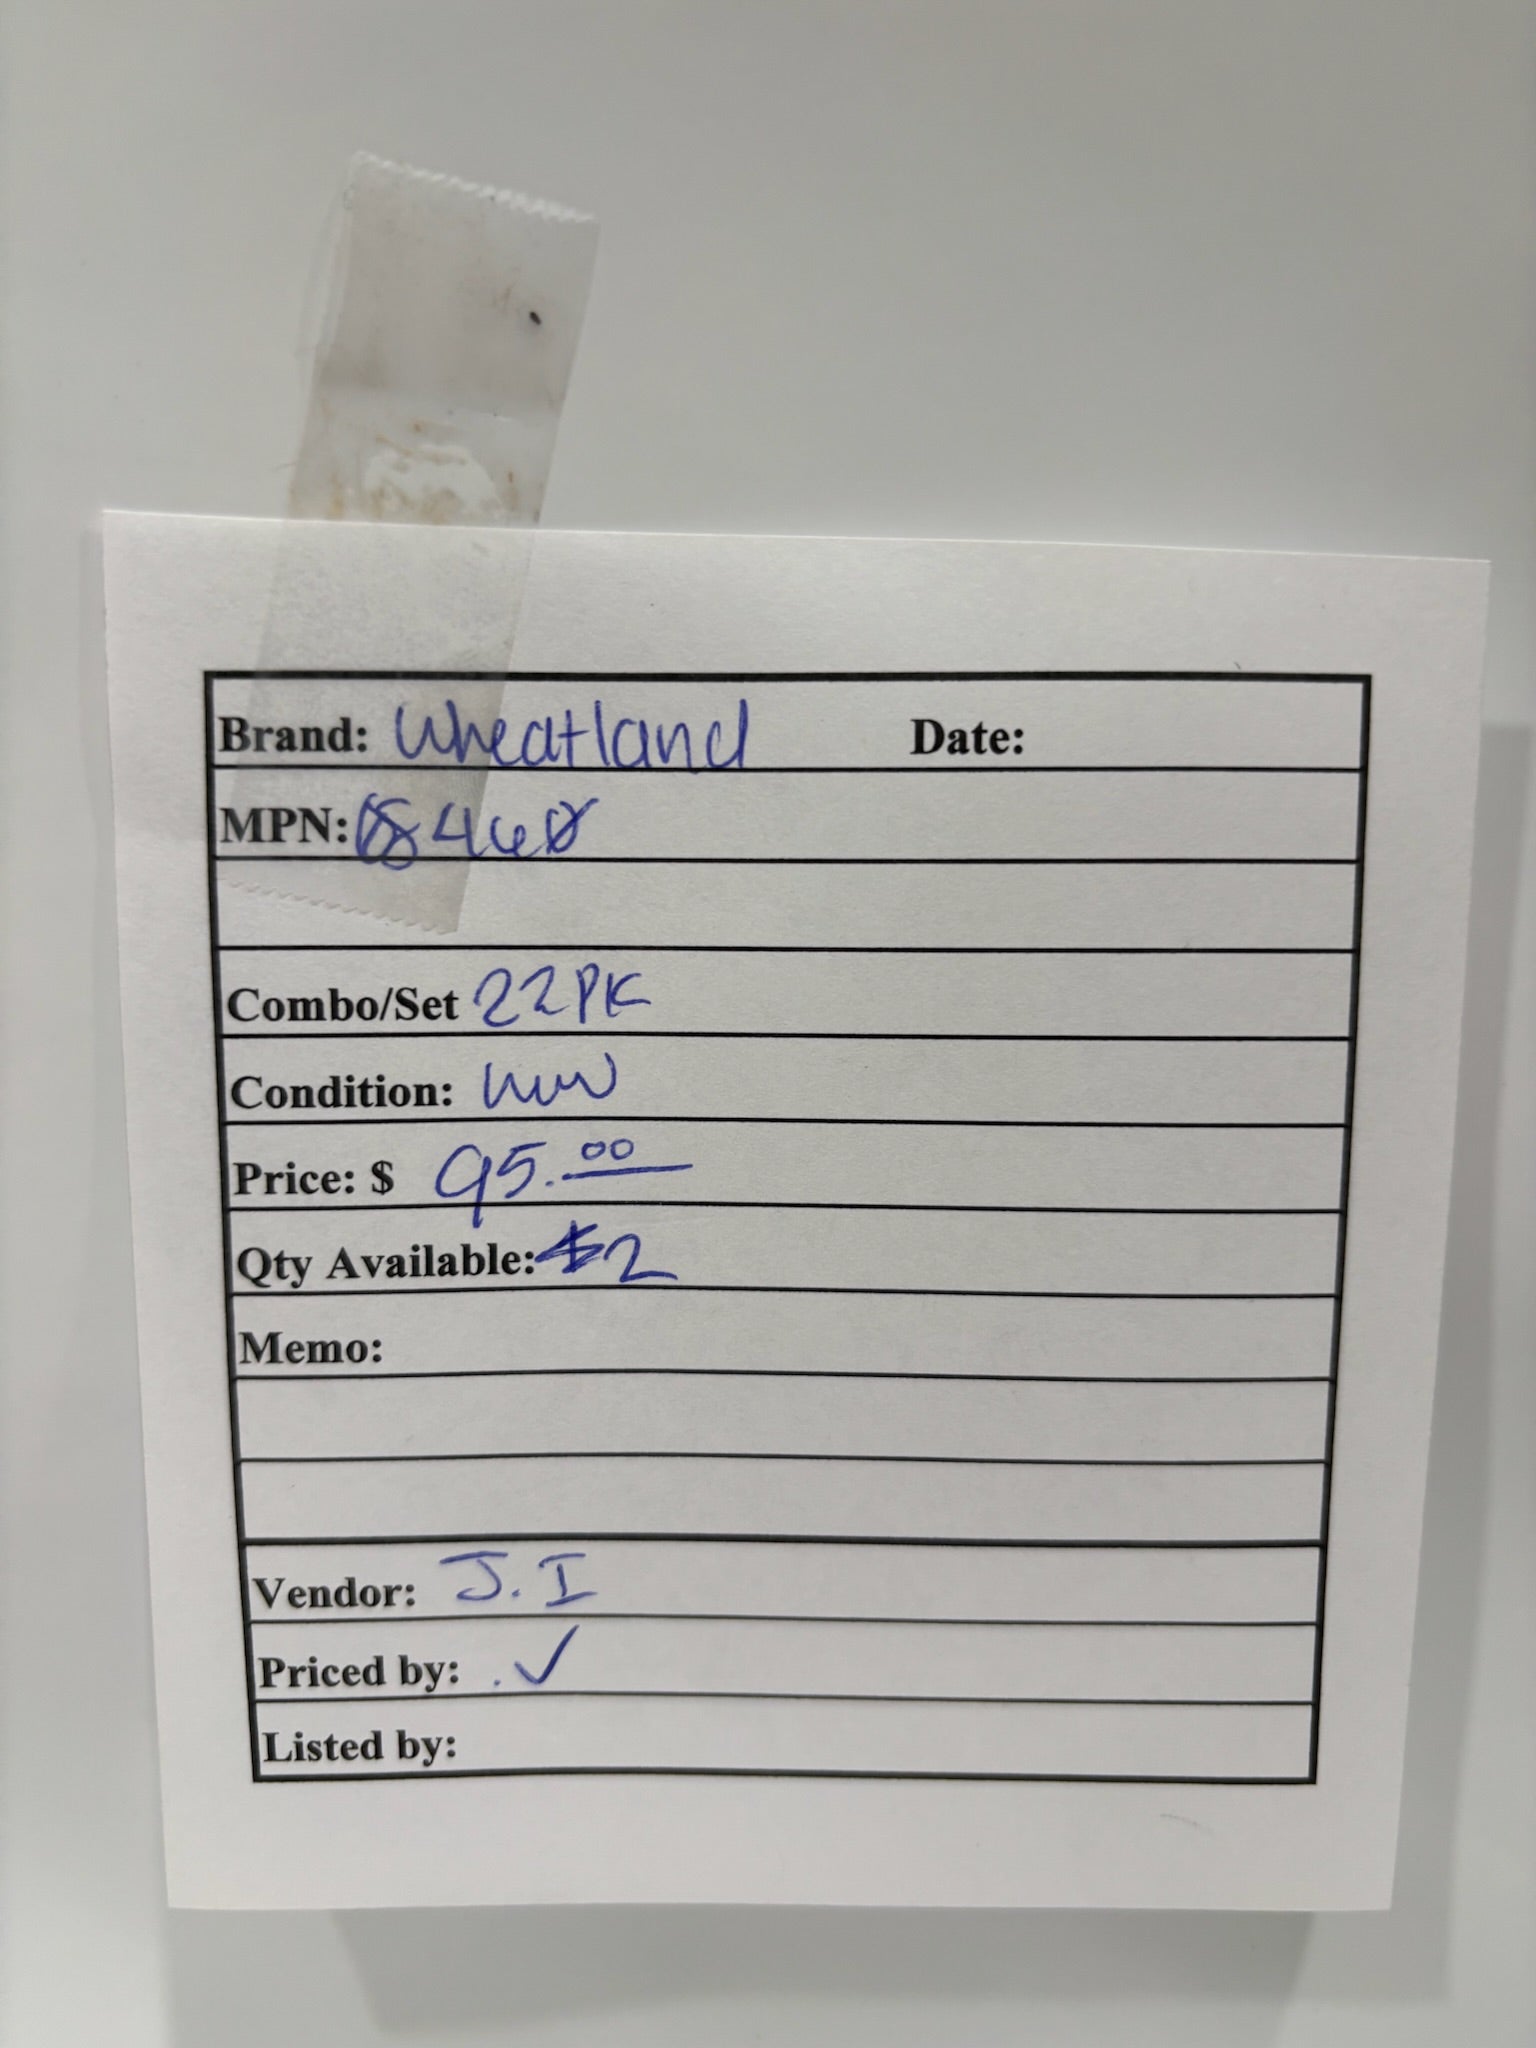 Brand: Wheatland Date:
MPN: 8460
Combo/Set 22PK
Condition: new
Price: $ 95.00
Qty Available: 2
Memo:
Vendor: J.I
Priced by: .✓
Listed by: